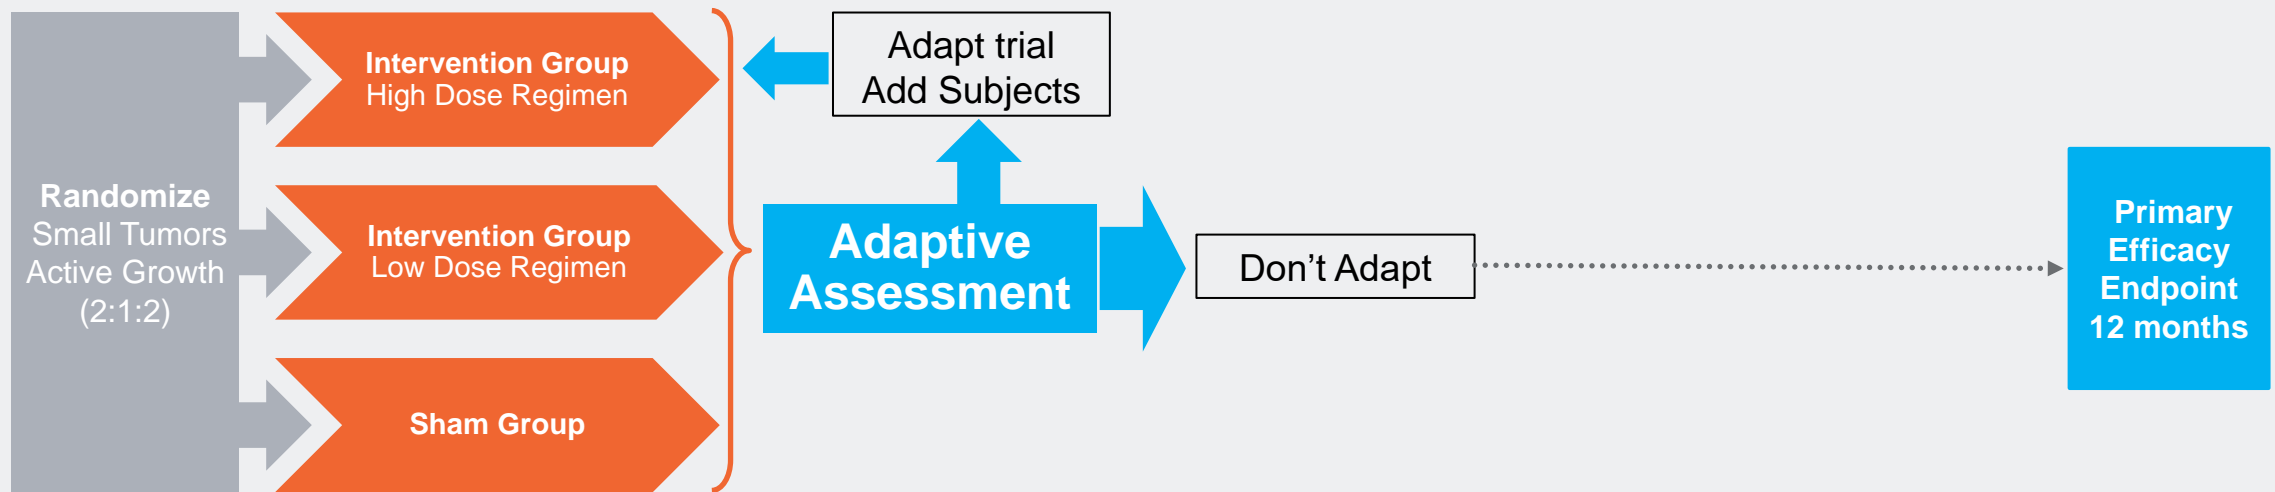 Randomize
Small Tumors
Active Growth
(2:1:2)
Intervention Group
High Dose Regimen
Intervention Group
Low Dose Regimen
Sham Group
Adapt trial
Add Subjects
Adaptive
Assessment
Don’t Adapt
Primary
Efficacy
Endpoint
12 months